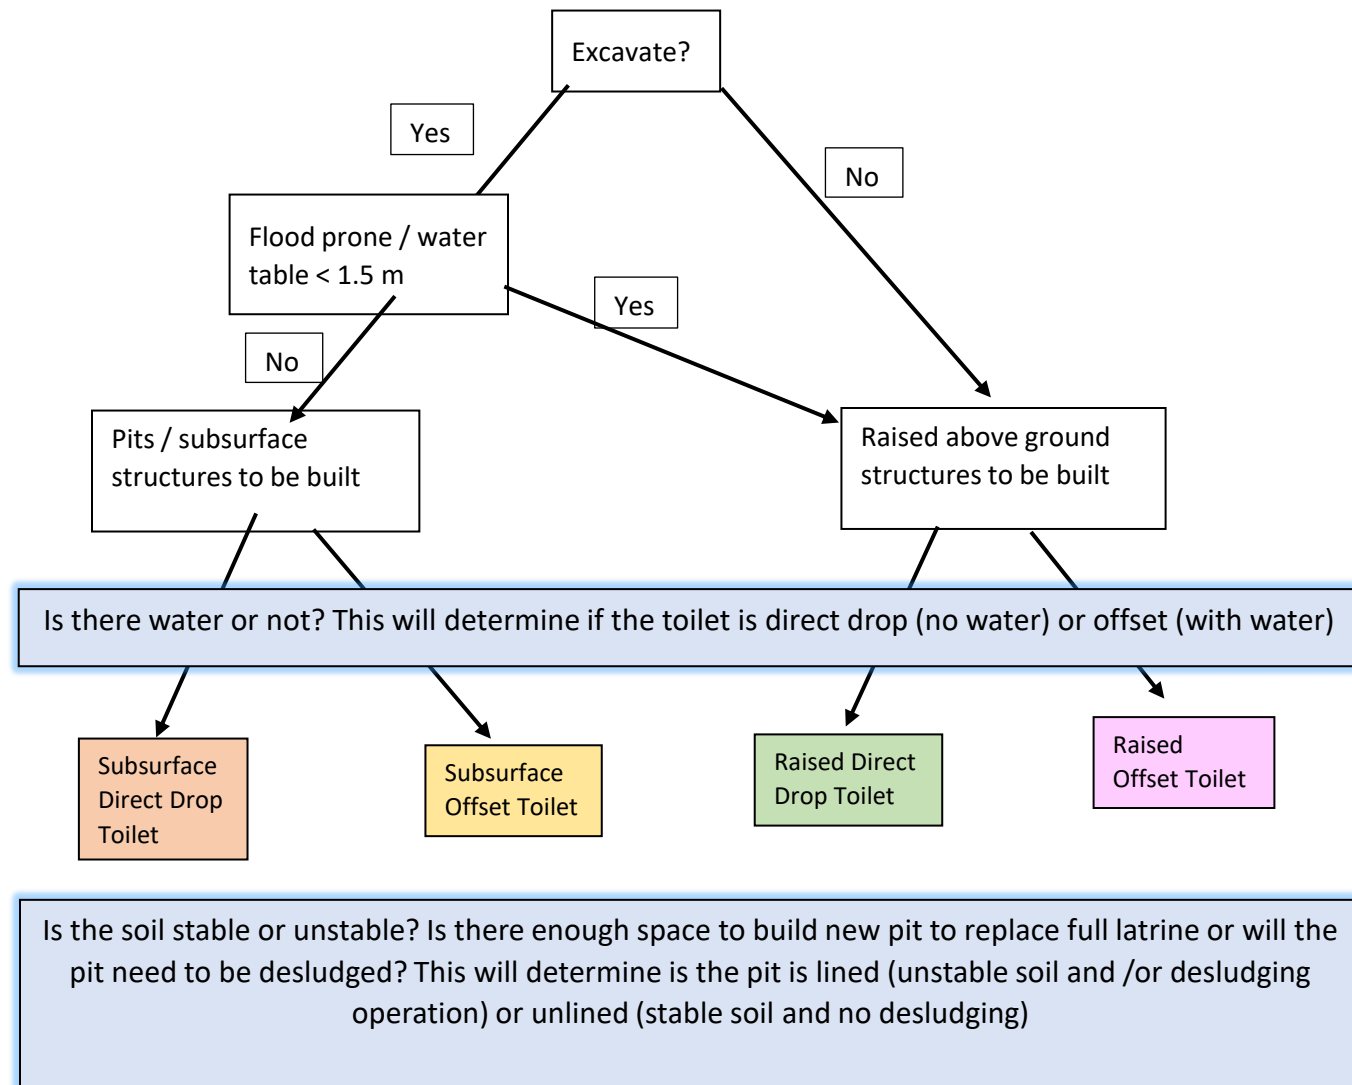 Excavate?
Yes
No
Flood prone / water
table < 1.5 m
Yes
No
Pits / subsurface
structures to be built
Raised above ground
structures to be built
Is there water or not? This will determine if the toilet is direct drop (no water) or offset (with water)
Subsurface
Direct Drop
Toilet
Subsurface
Offset Toilet
Raised Direct
Drop Toilet
Raised
Offset Toilet
Is the soil stable or unstable? Is there enough space to build new pit to replace full latrine or will the
pit need to be desludged? This will determine is the pit is lined (unstable soil and /or desludging
operation) or unlined (stable soil and no desludging)